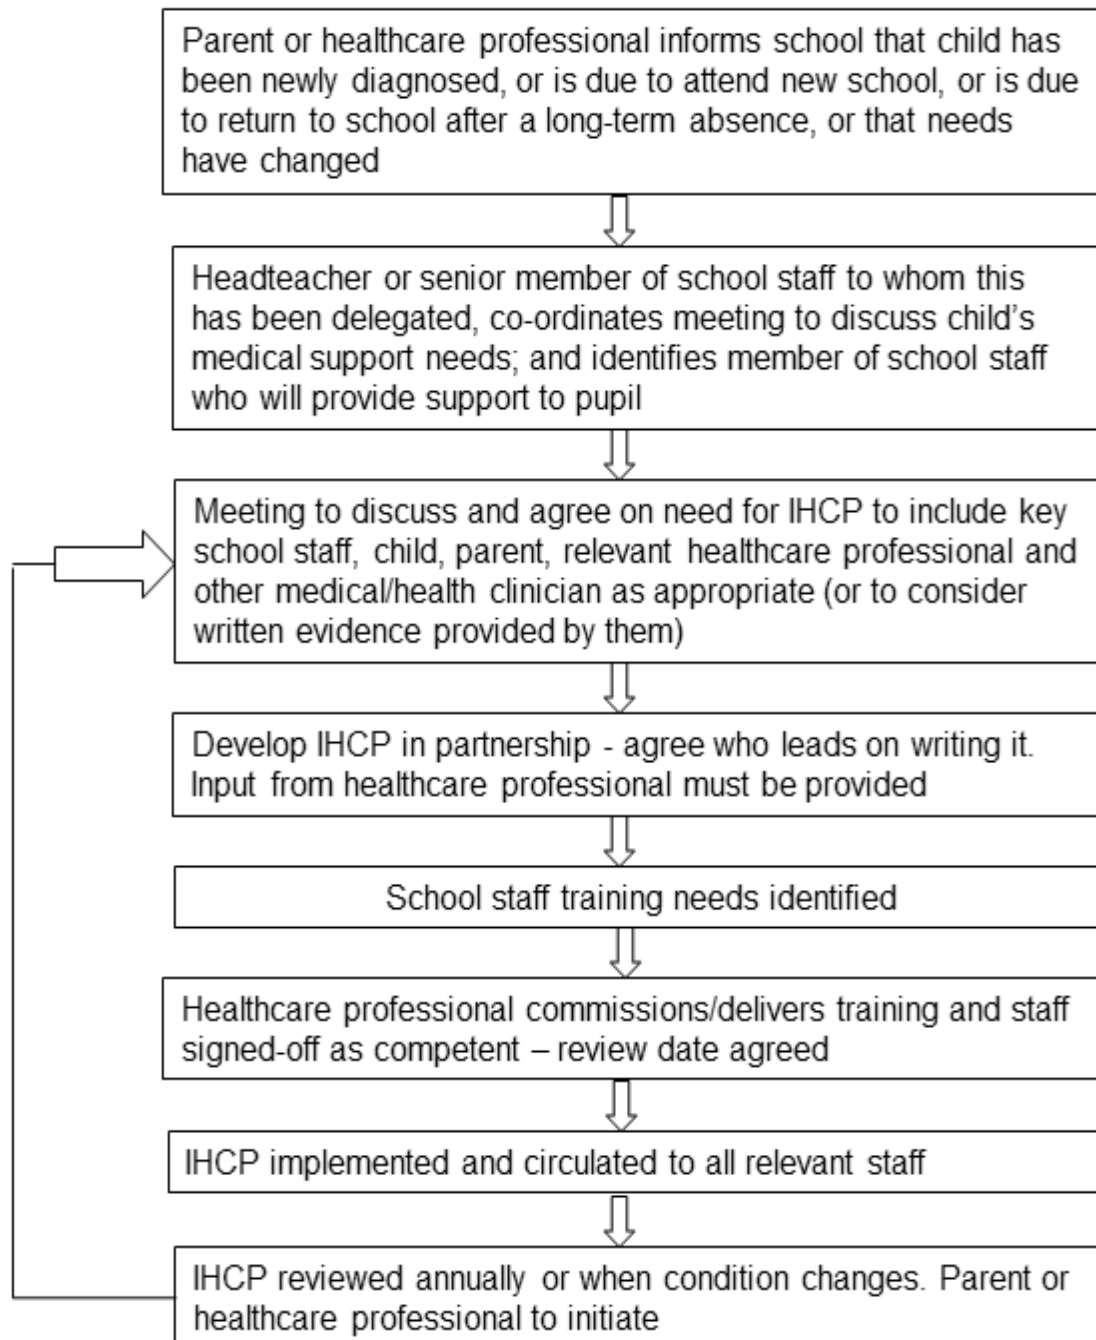 Parent or healthcare professional informs school that child has
been newly diagnosed, or is due to attend new school, or is due
to return to school after a long-term absence, or that needs
have changed
Headteacher or senior member of school staff to whom this
has been delegated, co-ordinates meeting to discuss child's
medical support needs; and identifies member of school staff
who will provide support to pupil
Meeting to discuss and agree on need for IHCP to include key
school staff, child, parent, relevant healthcare professional and
other medical/health clinician as appropriate (or to consider
written evidence provided by them)
Develop IHCP in partnership - agree who leads on writing it.
Input from healthcare professional must be provided
School staff training needs identified
Healthcare professional commissions/delivers training and staff
signed-off as competent – review date agreed
IHCP implemented and circulated to all relevant staff
IHCP reviewed annually or when condition changes. Parent or
healthcare professional to initiate